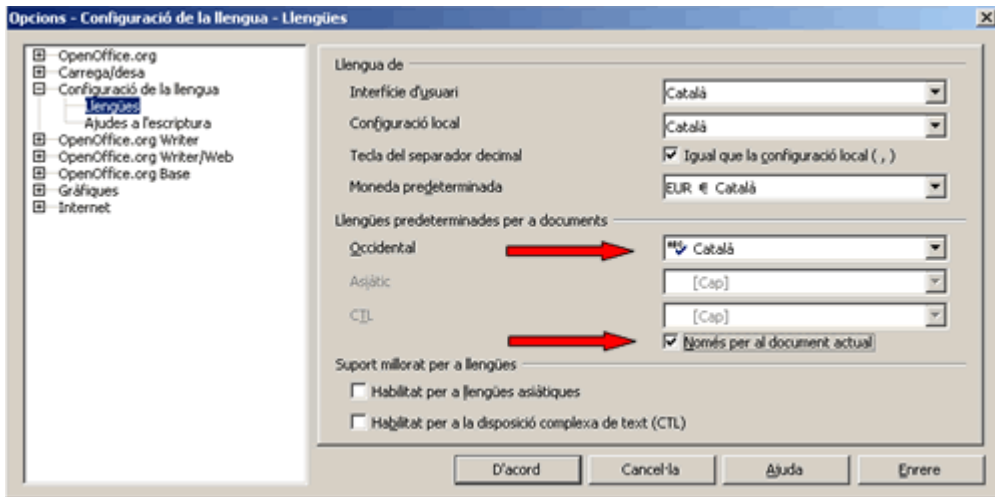 Opcions - Configuració de la llengua - Llengües
OpenOffice.org
Carrega/desa
Configuració de la llengua
Llengües
Ajudes a l'escriptura
OpenOffice.org Writer
OpenOffice.org Writer/Web
OpenOffice.org Base
Gràfiques
Internet
Llengua de
Interfície d'usuari
Català
Configuració local
Català
Tecla del separador decimal
Igual que la configuració local ( , )
Moneda predeterminada
EUR € Català
Llengües predeterminades per a documents
Occidental
ABC Català
Asiàtic
[Cap]
CTL
[Cap]
Només per al document actual
Suport millorat per a llengües
Habilitat per a llengües asiàtiques
Habilitat per a la disposició complexa de text (CTL)
D'acord
Cancel·la
Ajuda
Enrere